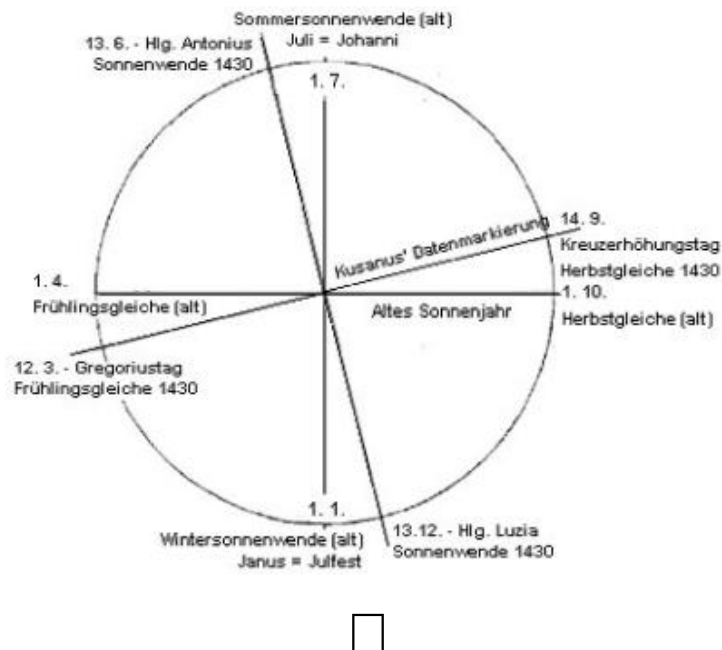 Sommersonnenwende (alt)
Juli = Johanni
13. 6. - Hlg. Antonius
Sonnenwende 1430
1. 7.
Kusanus' Datenmarkierung
14. 9.
Kreuzerhöhungstag
Herbstgleiche 1430
1. 4.
Frühlingsgleiche (alt)
Altes Sonnenjahr
1. 10.
Herbstgleiche (alt)
12. 3. - Gregoriustag
Frühlingsgleiche 1430
1. 1.
Wintersonnenwende (alt)
Janus = Julfest
13.12. - Hlg. Luzia
Sonnenwende 1430